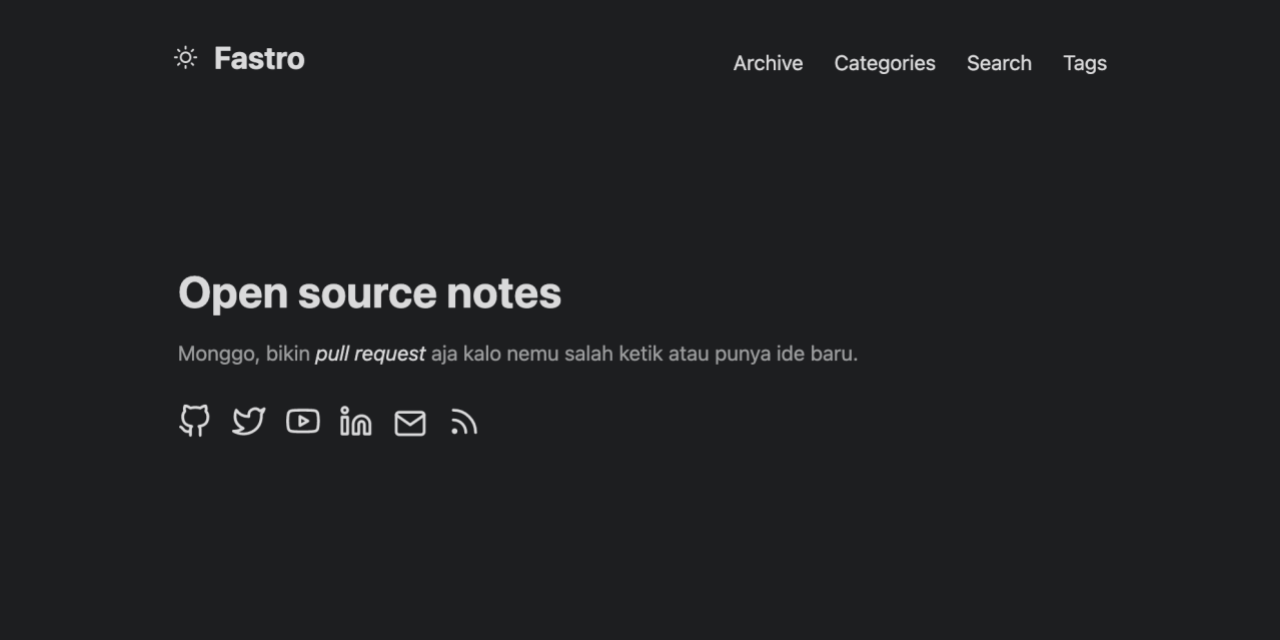 Fastro
Archive Categories Search Tags
Open source notes
Monggo, bikin pull request aja kalo nemu salah ketik atau punya ide baru.